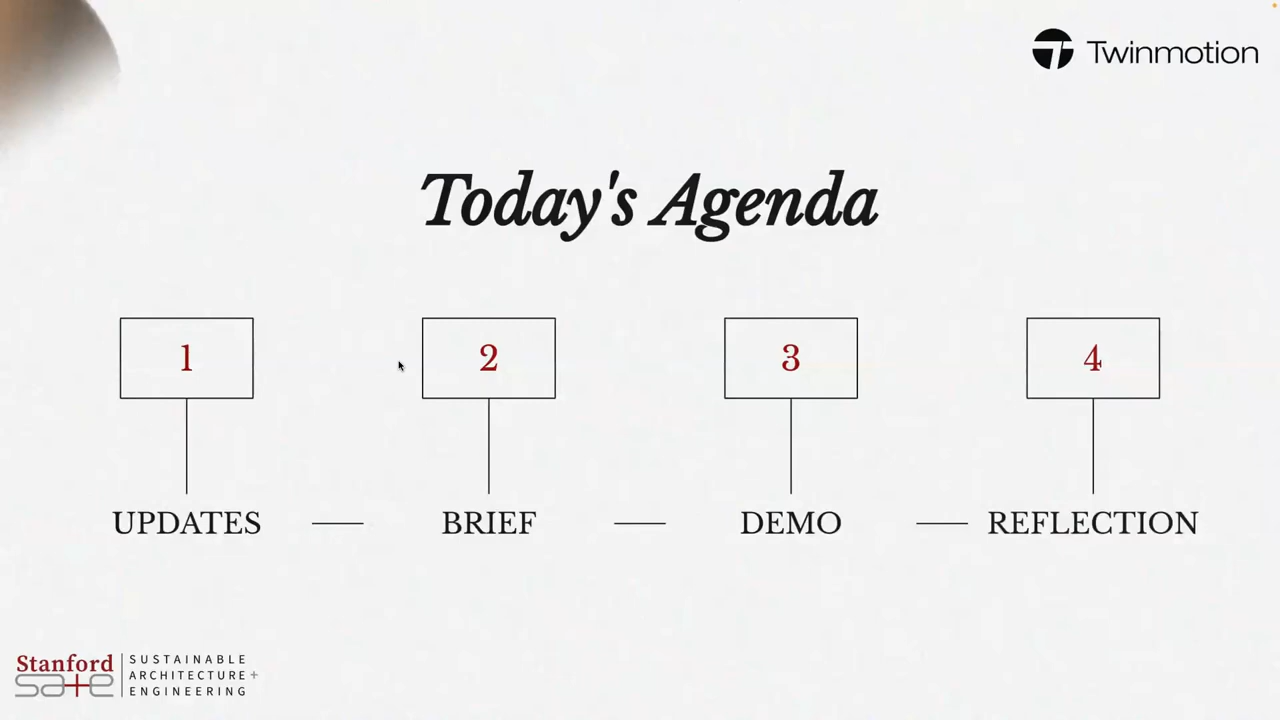 Twinmotion
Today's Agenda
1
2
3
4
UPDATES
BRIEF
DEMO
REFLECTION
Stanford
sa+e
SUSTAINABLE
ARCHITECTURE+
ENGINEERING